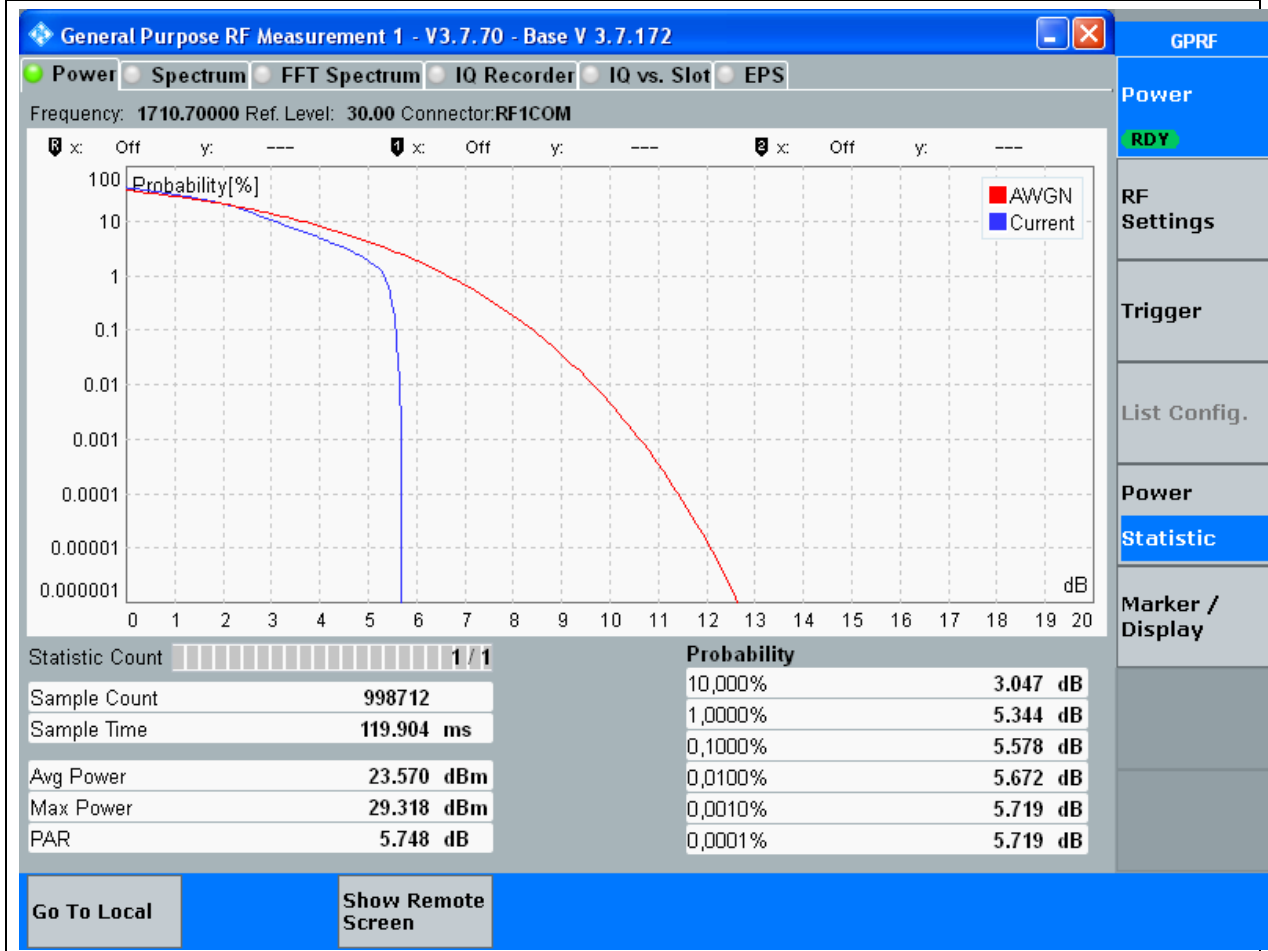 General Purpose RF Measurement 1 - V3.7.70 - Base V 3.7.172
GPRF
Power Spectrum FFT Spectrum IQ Recorder IQ vs. Slot EPS
Frequency: 1710.70000 Ref. Level: 30.00 Connector:RF1COM
R x: Off y: --- 1 x: Off y: --- 2 x: Off y: ---
Probability[%]
AWGN
Current
100
10
1
0.1
0.01
0.001
0.0001
0.00001
0.000001
dB
0 1 2 3 4 5 6 7 8 9 10 11 12 13 14 15 16 17 18 19 20
Statistic Count 1 / 1
Sample Count 998712
Sample Time 119.904 ms
Avg Power 23.570 dBm
Max Power 29.318 dBm
PAR 5.748 dB
Probability
10,000% 3.047 dB
1,0000% 5.344 dB
0,1000% 5.578 dB
0,0100% 5.672 dB
0,0010% 5.719 dB
0,0001% 5.719 dB
Power
RDY
RF
Settings
Trigger
List Config.
Power
Statistic
Marker /
Display
Go To Local
Show Remote
Screen